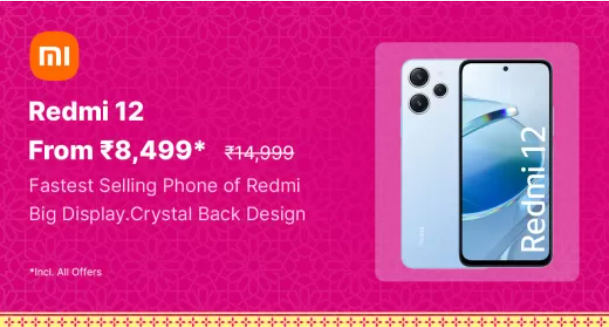 mi
Redmi 12
From ₹8,499* ₹14,999
Fastest Selling Phone of Redmi
Big Display.Crystal Back Design
*Incl. All Offers
Redmi 12